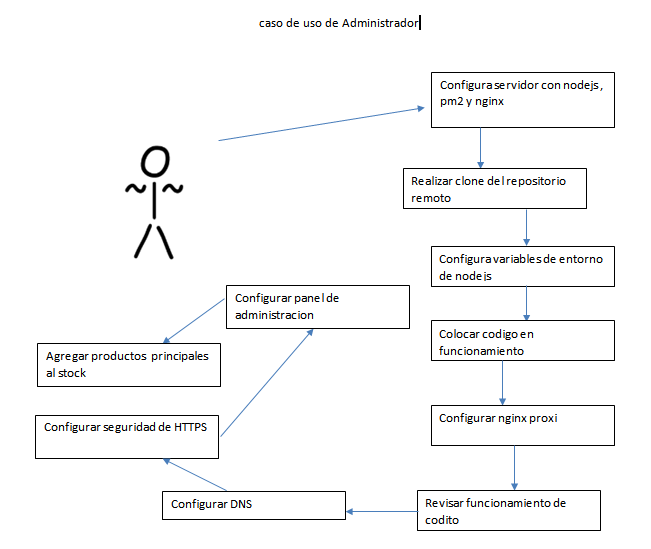 caso de uso de Administrador
Configura servidor con nodejs,
pm2 y nginx
Realizar clone del repositorio
remoto
Configura variables de entorno
de nodejs
Colocar codigo en
funcionamiento
Configurar nginx proxi
Revisar funcionamiento de
codito
Configurar DNS
Configurar seguridad de HTTPS
Configurar panel de
administracion
Agregar productos principales
al stock